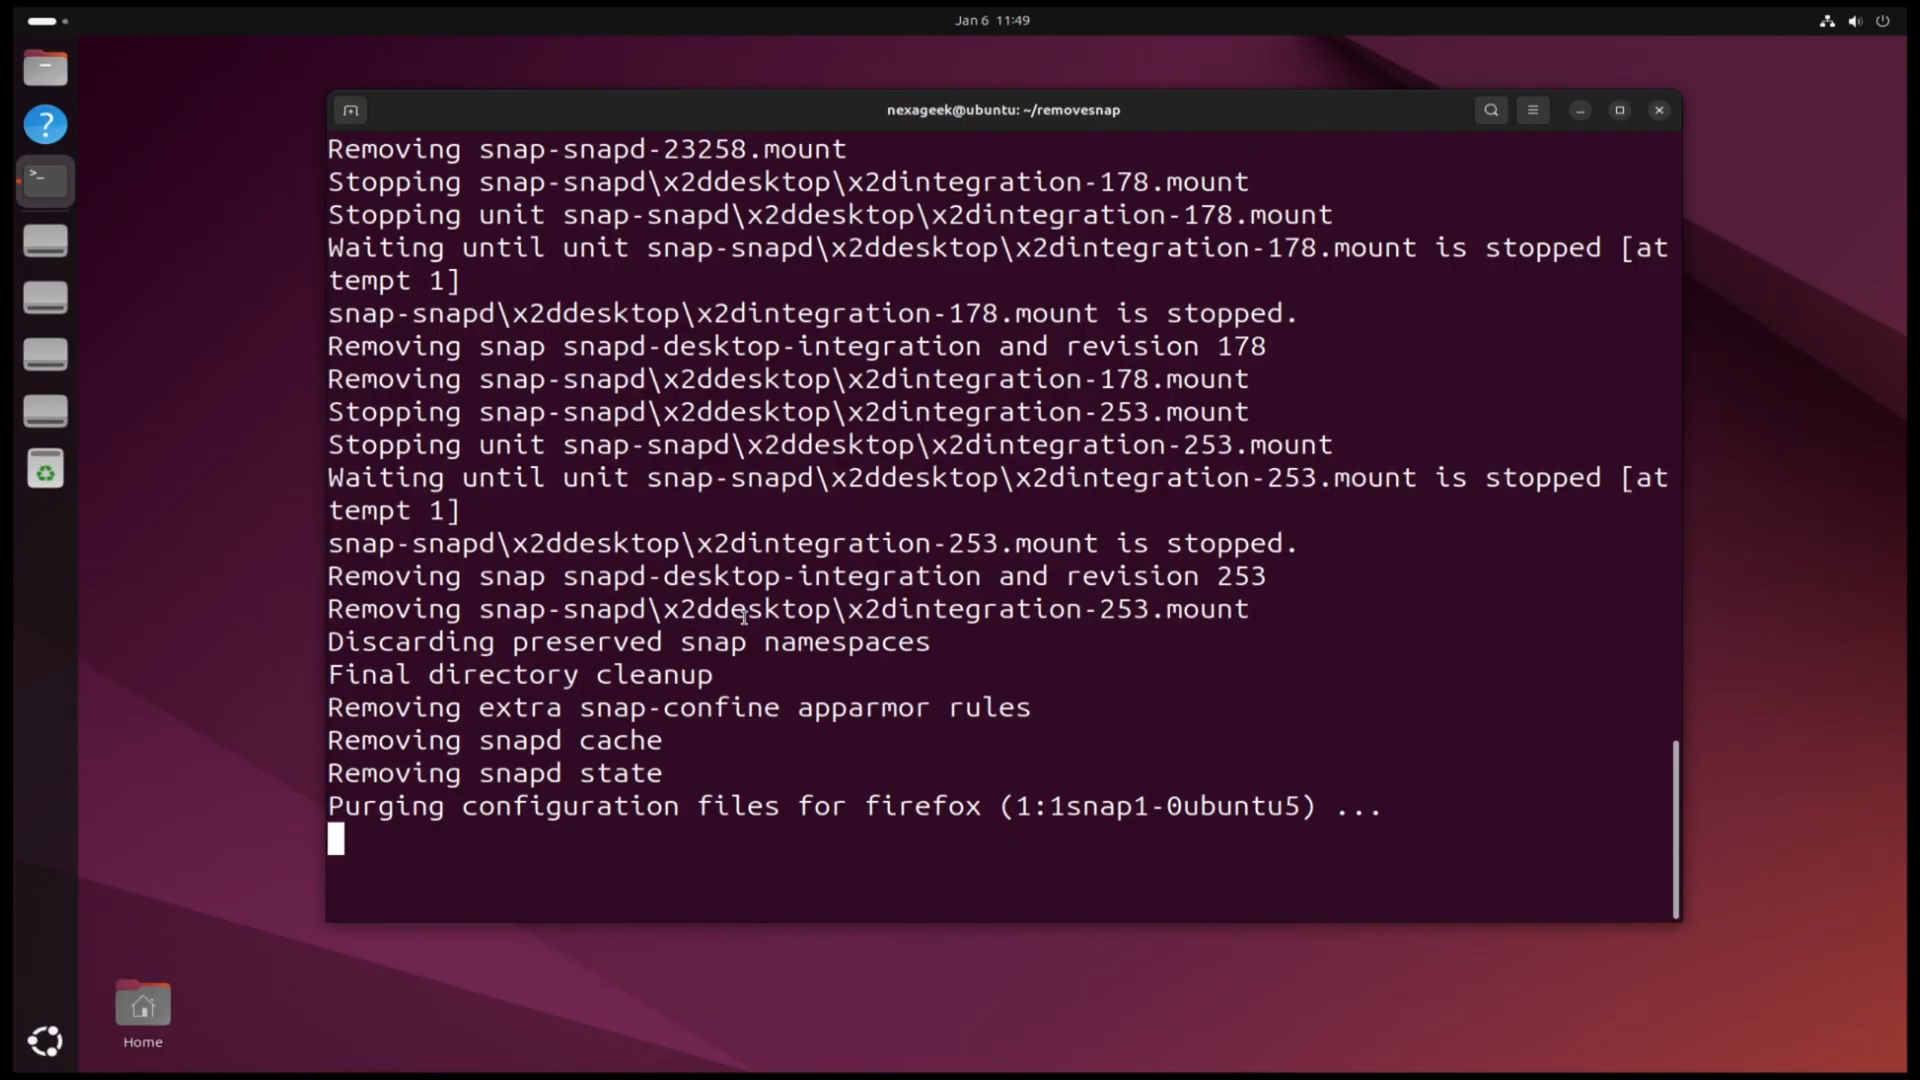 Jan 6 11:49
nexageek@ubuntu: ~/removesnap
Removing snap-snapd-23258.mount
Stopping snap-snapd\x2ddesktop\x2dintegration-178.mount
Stopping unit snap-snapd\x2ddesktop\x2dintegration-178.mount
Waiting until unit snap-snapd\x2ddesktop\x2dintegration-178.mount is stopped [at
tempt 1]
snap-snapd\x2ddesktop\x2dintegration-178.mount is stopped.
Removing snap snapd-desktop-integration and revision 178
Removing snap-snapd\x2ddesktop\x2dintegration-178.mount
Stopping snap-snapd\x2ddesktop\x2dintegration-253.mount
Stopping unit snap-snapd\x2ddesktop\x2dintegration-253.mount
Waiting until unit snap-snapd\x2ddesktop\x2dintegration-253.mount is stopped [at
tempt 1]
snap-snapd\x2ddesktop\x2dintegration-253.mount is stopped.
Removing snap snapd-desktop-integration and revision 253
Removing snap-snapd\x2ddesktop\x2dintegration-253.mount
Discarding preserved snap namespaces
Final directory cleanup
Removing extra snap-confine apparmor rules
Removing snapd cache
Removing snapd state
Purging configuration files for firefox (1:1snap1-0ubuntu5) ...
Home